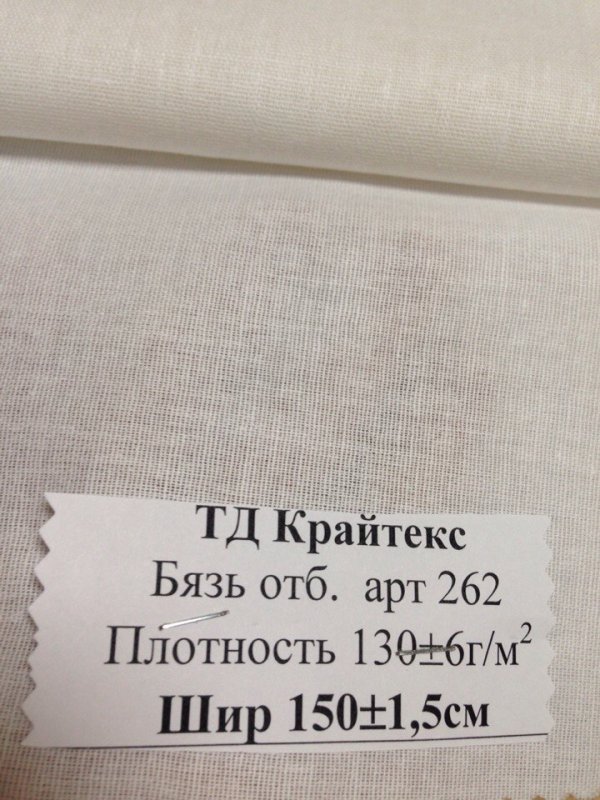 ТД Крайтекс
Бязь отб. арт 262
Плотность 130±6г/м²
Шир 150±1,5см